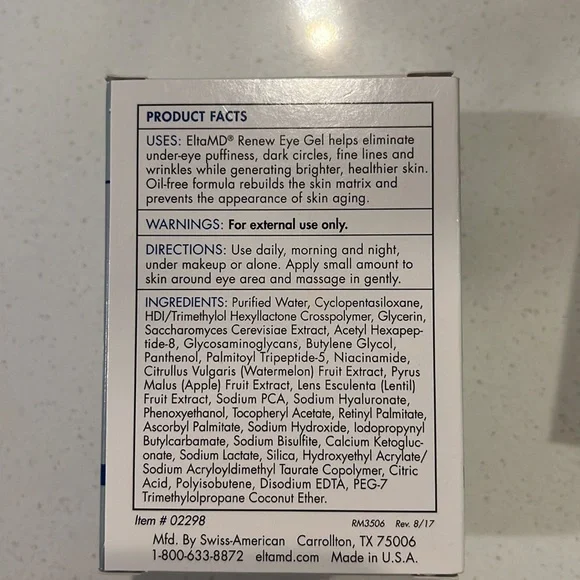 PRODUCT FACTS
USES: EltaMD® Renew Eye Gel helps eliminate
under-eye puffiness, dark circles, fine lines and
wrinkles while generating brighter, healthier skin.
Oil-free formula rebuilds the skin matrix and
prevents the appearance of skin aging.
WARNINGS: For external use only.
DIRECTIONS: Use daily, morning and night,
under makeup or alone. Apply small amount to
skin around eye area and massage in gently.
INGREDIENTS: Purified Water, Cyclopentasiloxane,
HDI/Trimethylol Hexyllactone Crosspolymer, Glycerin,
Saccharomyces Cerevisiae Extract, Acetyl Hexapep-
tide-8, Glycosaminoglycans, Butylene Glycol,
Panthenol, Palmitoyl Tripeptide-5, Niacinamide,
Citrullus Vulgaris (Watermelon) Fruit Extract, Pyrus
Malus (Apple) Fruit Extract, Lens Esculenta (Lentil)
Fruit Extract, Sodium PCA, Sodium Hyaluronate,
Phenoxyethanol, Tocopheryl Acetate, Retinyl Palmitate,
Ascorbyl Palmitate, Sodium Hydroxide, Iodopropynyl
Butylcarbamate, Sodium Bisulfite, Calcium Ketogluc-
onate, Sodium Lactate, Silica, Hydroxyethyl Acrylate/
Sodium Acryloyldimethyl Taurate Copolymer, Citric
Acid, Polyisobutene, Disodium EDTA, PEG-7
Trimethylolpropane Coconut Ether.
Item # 02298 RM3506 Rev. 8/17
Mfd. By Swiss-American Carrollton, TX 75006
1-800-633-8872 eltamd.com Made in U.S.A.